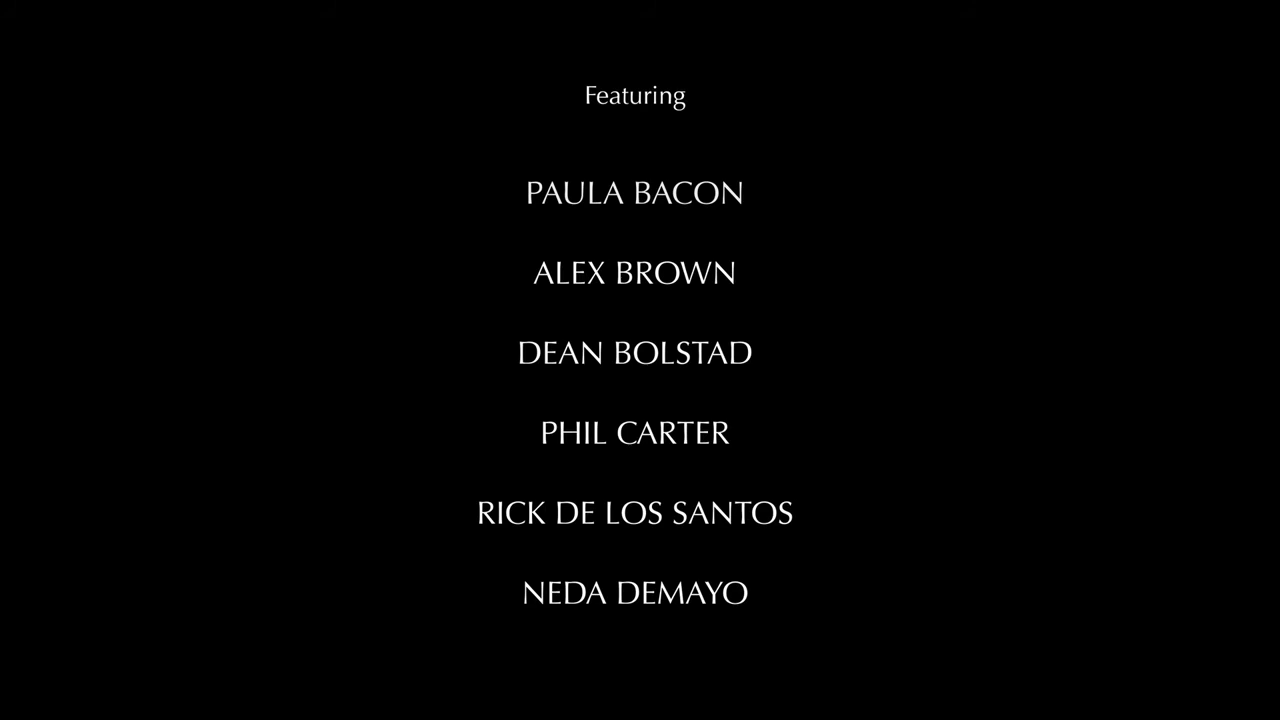 Featuring
PAULA BACON
ALEX BROWN
DEAN BOLSTAD
PHIL CARTER
RICK DE LOS SANTOS
NEDA DEMAYO